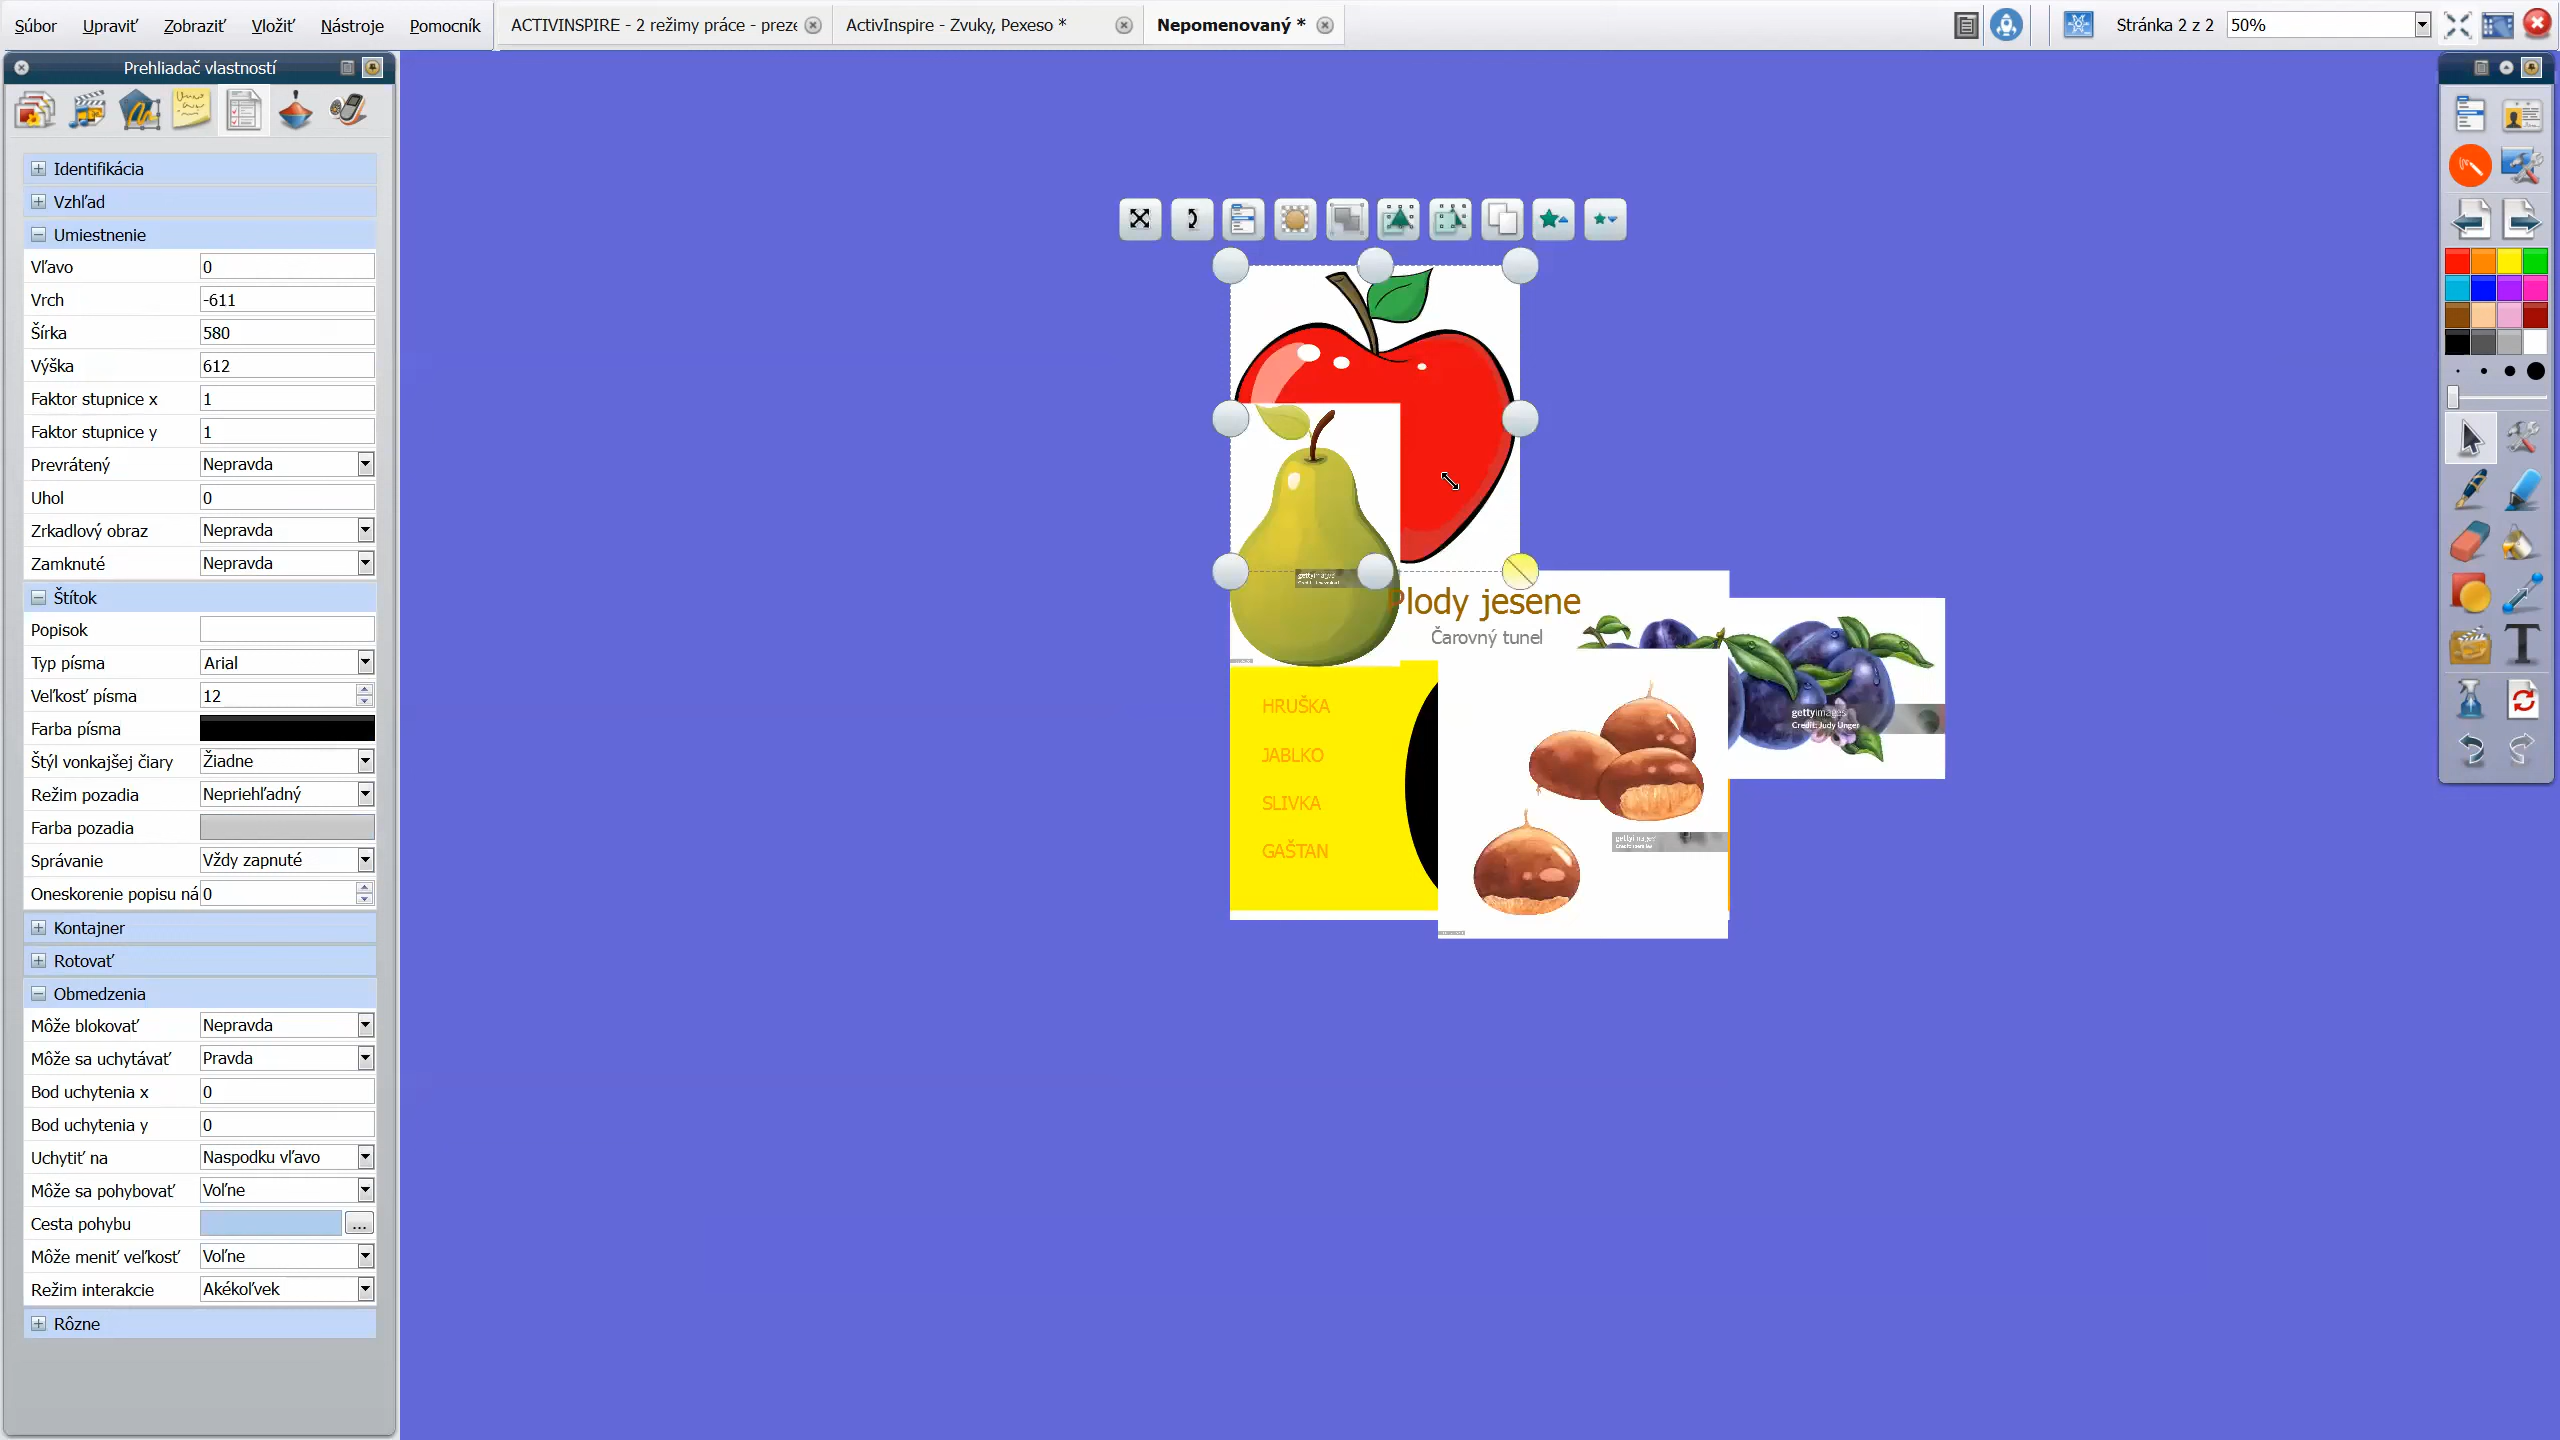 Súbor Upraviť Zobraziť Vložiť Nástroje Pomocník
ACTIVINSPIRE - 2 režimy práce - preze
ActivInspire - Zvuky, Pexeso *
Nepomenovaný *
Stránka 2 z 2
50%
Prehliadač vlastností
Identifikácia
Vzhľad
Umiestnenie
Vľavo 0
Vrch -611
Šírka 580
Výška 612
Faktor stupnice x 1
Faktor stupnice y 1
Prevrátený Nepravda
Uhol 0
Zrkadlový obraz Nepravda
Zamknuté Nepravda
Štítok
Popisok
Typ písma Arial
Veľkosť písma 12
Farba písma
Štýl vonkajšej čiary Žiadne
Režim pozadia Nepriehľadný
Farba pozadia
Správanie Vždy zapnuté
Oneskorenie popisu ná 0
Kontajner
Rotovať
Obmedzenia
Môže blokovať Nepravda
Môže sa uchytávať Pravda
Bod uchytenia x 0
Bod uchytenia y 0
Uchytiť na Naspodku vľavo
Môže sa pohybovať Voľne
Cesta pohybu ...
Môže meniť veľkosť Voľne
Režim interakcie Akékoľvek
Rôzne
gettyimages
Plody jesene
Čarovný tunel
HRUŠKA
JABLKO
SLIVKA
GAŠTAN
gettyimages
Credit: Judy Unger
gettyimages
T